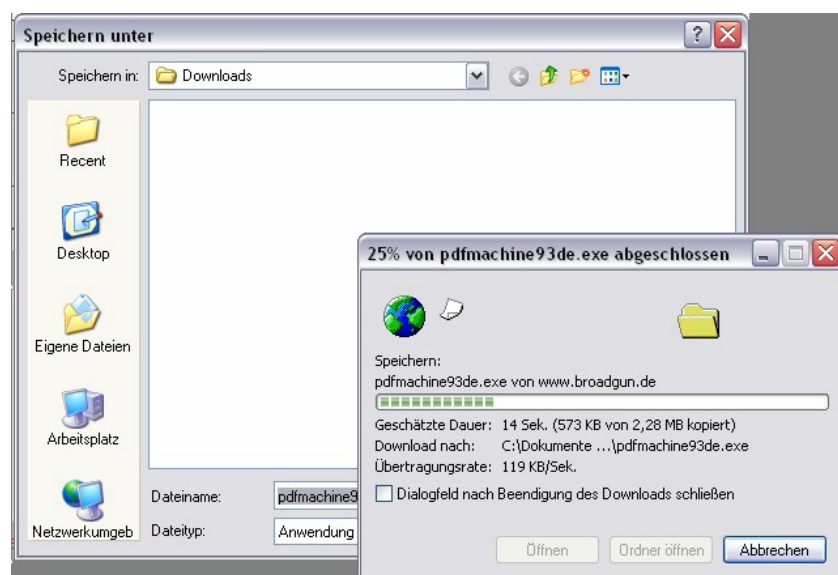 Speichern unter
Speichern in:
Downloads
Recent
Desktop
Eigene Dateien
Arbeitsplatz
Netzwerkumgeb
Dateiname:
pdfmachine9
Dateityp:
Anwendung
25% von pdfmachine93de.exe abgeschlossen
Speichern:
pdfmachine93de.exe von www.broadgun.de
Geschätzte Dauer: 14 Sek. (573 KB von 2,28 MB kopiert)
Download nach: C:\Dokumente ...\pdfmachine93de.exe
Übertragungsrate: 119 KB/Sek.
Dialogfeld nach Beendigung des Downloads schließen
Öffnen
Ordner öffnen
Abbrechen